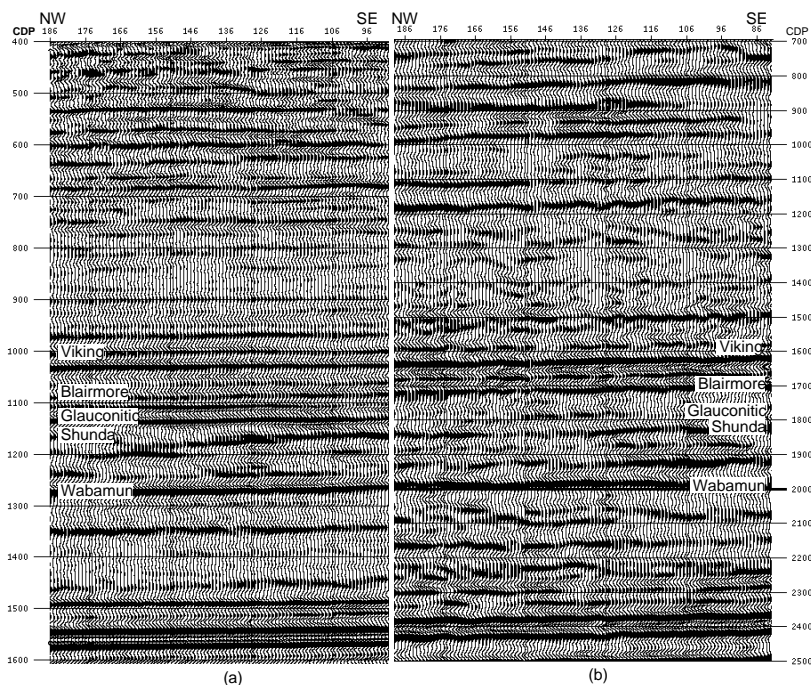 NW SE NW SE
CDP 186 176 166 156 146 136 126 116 106 96 186 176 166 156 146 136 126 116 106 96 86 CDP
400 700
500 800
600 900
700 1000
800 1100
900 1200
1000 1300
1100 1400
1200 1500
1300 1600
1400 1700
1500 1800
1600 1900
2000
2100
2200
2300
2400
2500
Viking
Blairmore
Glauconitic
Shunda
Wabamun
Viking
Blairmore
Glauconitic
Shunda
Wabamun
(a) (b)